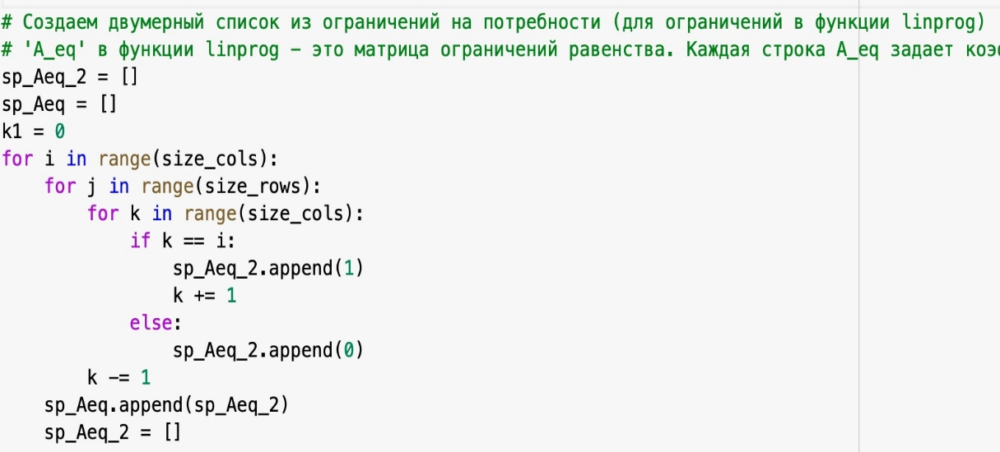 # Создаем двумерный список из ограничений на потребности (для ограничений в функции linprog)
# 'A_eq' в функции linprog – это матрица ограничений равенства. Каждая строка A_eq задает
sp_Aeq_2 = []
sp_Aeq = []
k1 = 0
for i in range(size_cols):
    for j in range(size_rows):
        for k in range(size_cols):
            if k == i:
                sp_Aeq_2.append(1)
                k += 1
            else:
                sp_Aeq_2.append(0)
        k -= 1
    sp_Aeq.append(sp_Aeq_2)
    sp_Aeq_2 = []